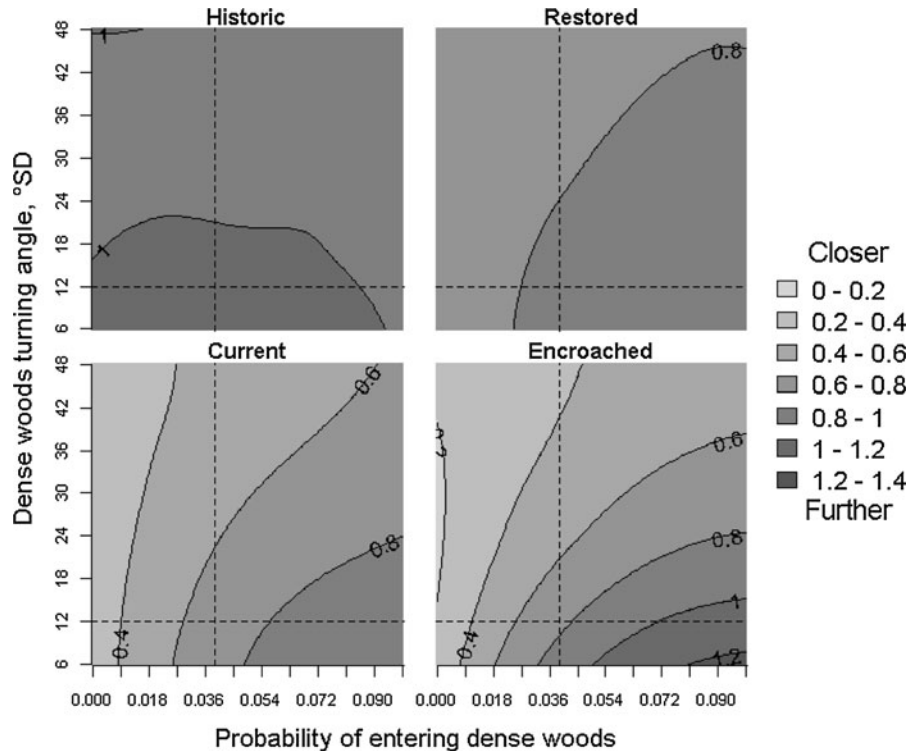 Historic
Restored
Dense woods turning angle, °SD
48
42
36
30
24
18
12
6
1
1
0.8
Current
Encroached
48
42
36
30
24
18
12
6
0.4
0.6
0.8
0.4
0.6
0.8
1
1.2
0.000 0.018 0.036 0.054 0.072 0.090
0.000 0.018 0.036 0.054 0.072 0.090
Probability of entering dense woods
Closer
0 - 0.2
0.2 - 0.4
0.4 - 0.6
0.6 - 0.8
0.8 - 1
1 - 1.2
1.2 - 1.4
Further